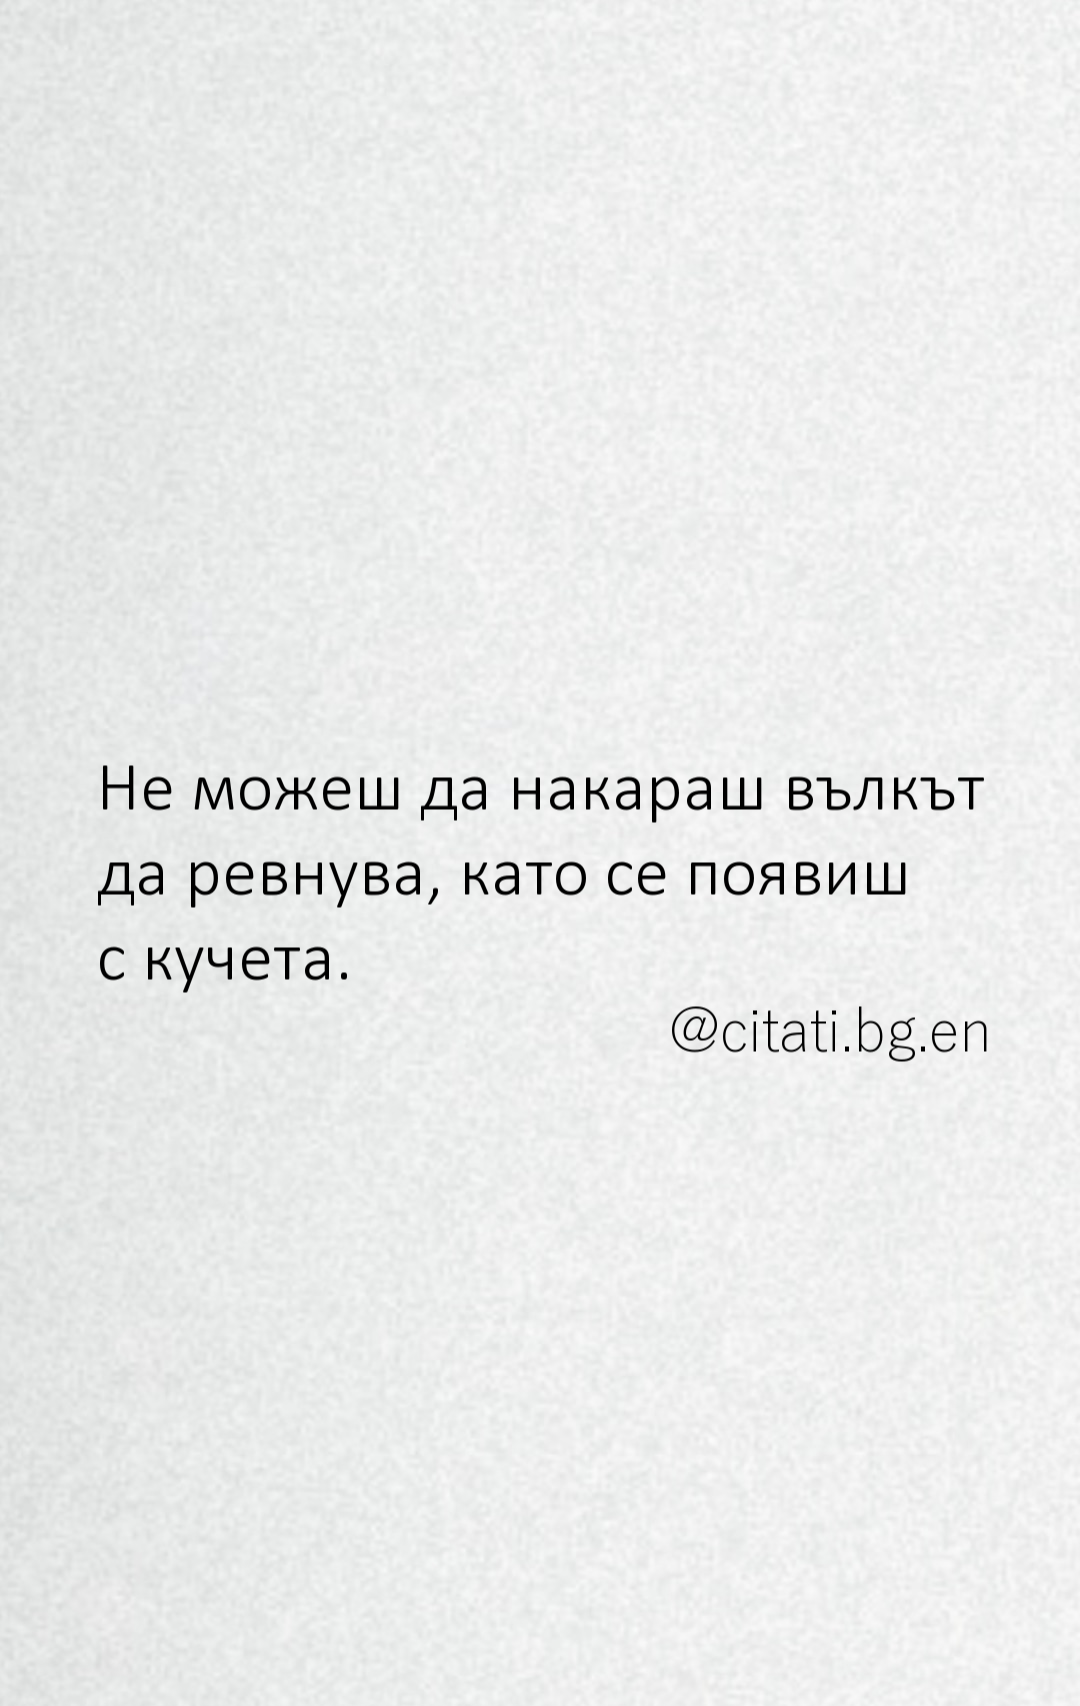 Не можеш да накараш вълкът
да ревнува, като се появиш
с кучета.
@citati.bg.en